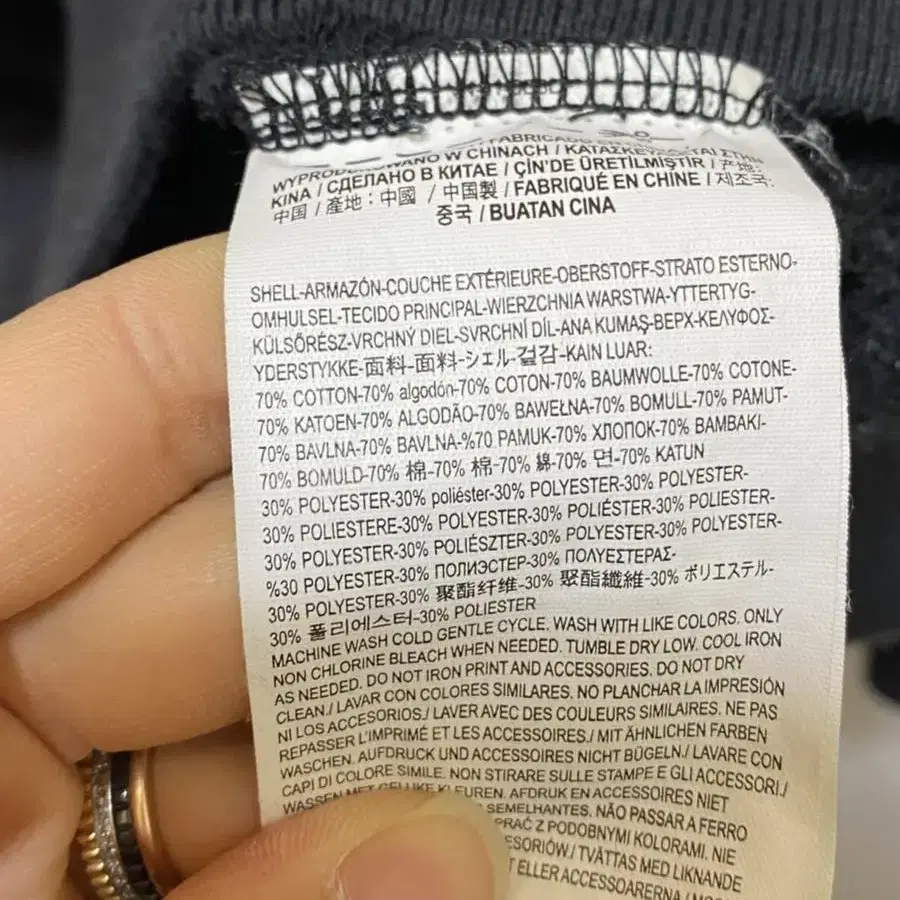 FABRICADO
WYPRODUKOWANO W CHINACH / ΚΑΤΑΣΚΕΥΑΖΕΤΑΙ ΣΤΗΝ
ΚΙΝΑ / СДЕЛАНО В КИТАЕ / ÇİN'DE ÜRETİLMİŞTİR / 产地:
中国 / 產地: 中國 / 中国製 / FABRIQUÉ EN CHINE / 제조국:
중국 / BUATAN CINA
SHELL-ARMAZÓN-COUCHE EXTÉRIEURE-OBERSTOFF-STRATO ESTERNO-
OMHULSEL-TECIDO PRINCIPAL-WIERZCHNIA WARSTWA-YTTERTYG-
KÜLSŐRÉSZ-VRCHNÝ DIEL-SVRCHNÍ DÍL-ANA KUMAŞ-ВЕРХ-ΚΕΛΥΦΟΣ-
YDERSTYKKE-面料-面料-シェル-겉감-KAIN LUAR:
70% COTTON-70% algodón-70% COTON-70% BAUMWOLLE-70% COTONE-
70% KATOEN-70% ALGODÃO-70% BAWEŁNA-70% BOMULL-70% PAMUT-
70% BAVLNA-70% BAVLNA-%70 PAMUK-70% ХЛОПОК-70% ΒΑΜΒΑΚΙ-
70% BOMULD-70% 棉-70% 棉-70% 綿-70% 면-70% KATUN
30% POLYESTER-30% poliéster-30% POLYESTER-30% POLYESTER-
30% POLIESTERE-30% POLYESTER-30% POLIÉSTER-30% POLIESTER-
30% POLYESTER-30% POLIÉSZTER-30% POLYESTER-30% POLYESTER-
%30 POLYESTER-30% ПОЛИЭСТЕР-30% ΠΟΛΥΕΣΤΕΡΑΣ-
30% POLYESTER-30% 聚酯纤维-30% 聚酯纖維-30% ポリエステル-
30% 폴리에스터-30% POLIESTER
MACHINE WASH COLD GENTLE CYCLE, WASH WITH LIKE COLORS. ONLY
NON CHLORINE BLEACH WHEN NEEDED. TUMBLE DRY LOW. COOL IRON
AS NEEDED. DO NOT IRON PRINT AND ACCESSORIES. DO NOT DRY
CLEAN./ LAVAR CON COLORES SIMILARES. NO PLANCHAR LA IMPRESIÓN
NI LOS ACCESORIOS./ LAVER AVEC DES COULEURS SIMILAIRES. NE PAS
REPASSER L'IMPRIMÉ ET LES ACCESSOIRES./ MIT ÄHNLICHEN FARBEN
WASCHEN. AUFDRUCK UND ACCESSOIRES NICHT BÜGELN./ LAVARE CON
CAPI DI COLORE SIMILE. NON STIRARE SULLE STAMPE E GLI ACCESSORI./
WASSEN MET GELIJKE KLEUREN. AFDRUK EN ACCESSOIRES NIET
SEMELHANTES. NÃO PASSAR A FERRO
PRAĆ Z PODOBNYMI KOLORAMI. NIE
TVÄTTAS MED LIKNANDE
ELLER ACCESSOARERNA./